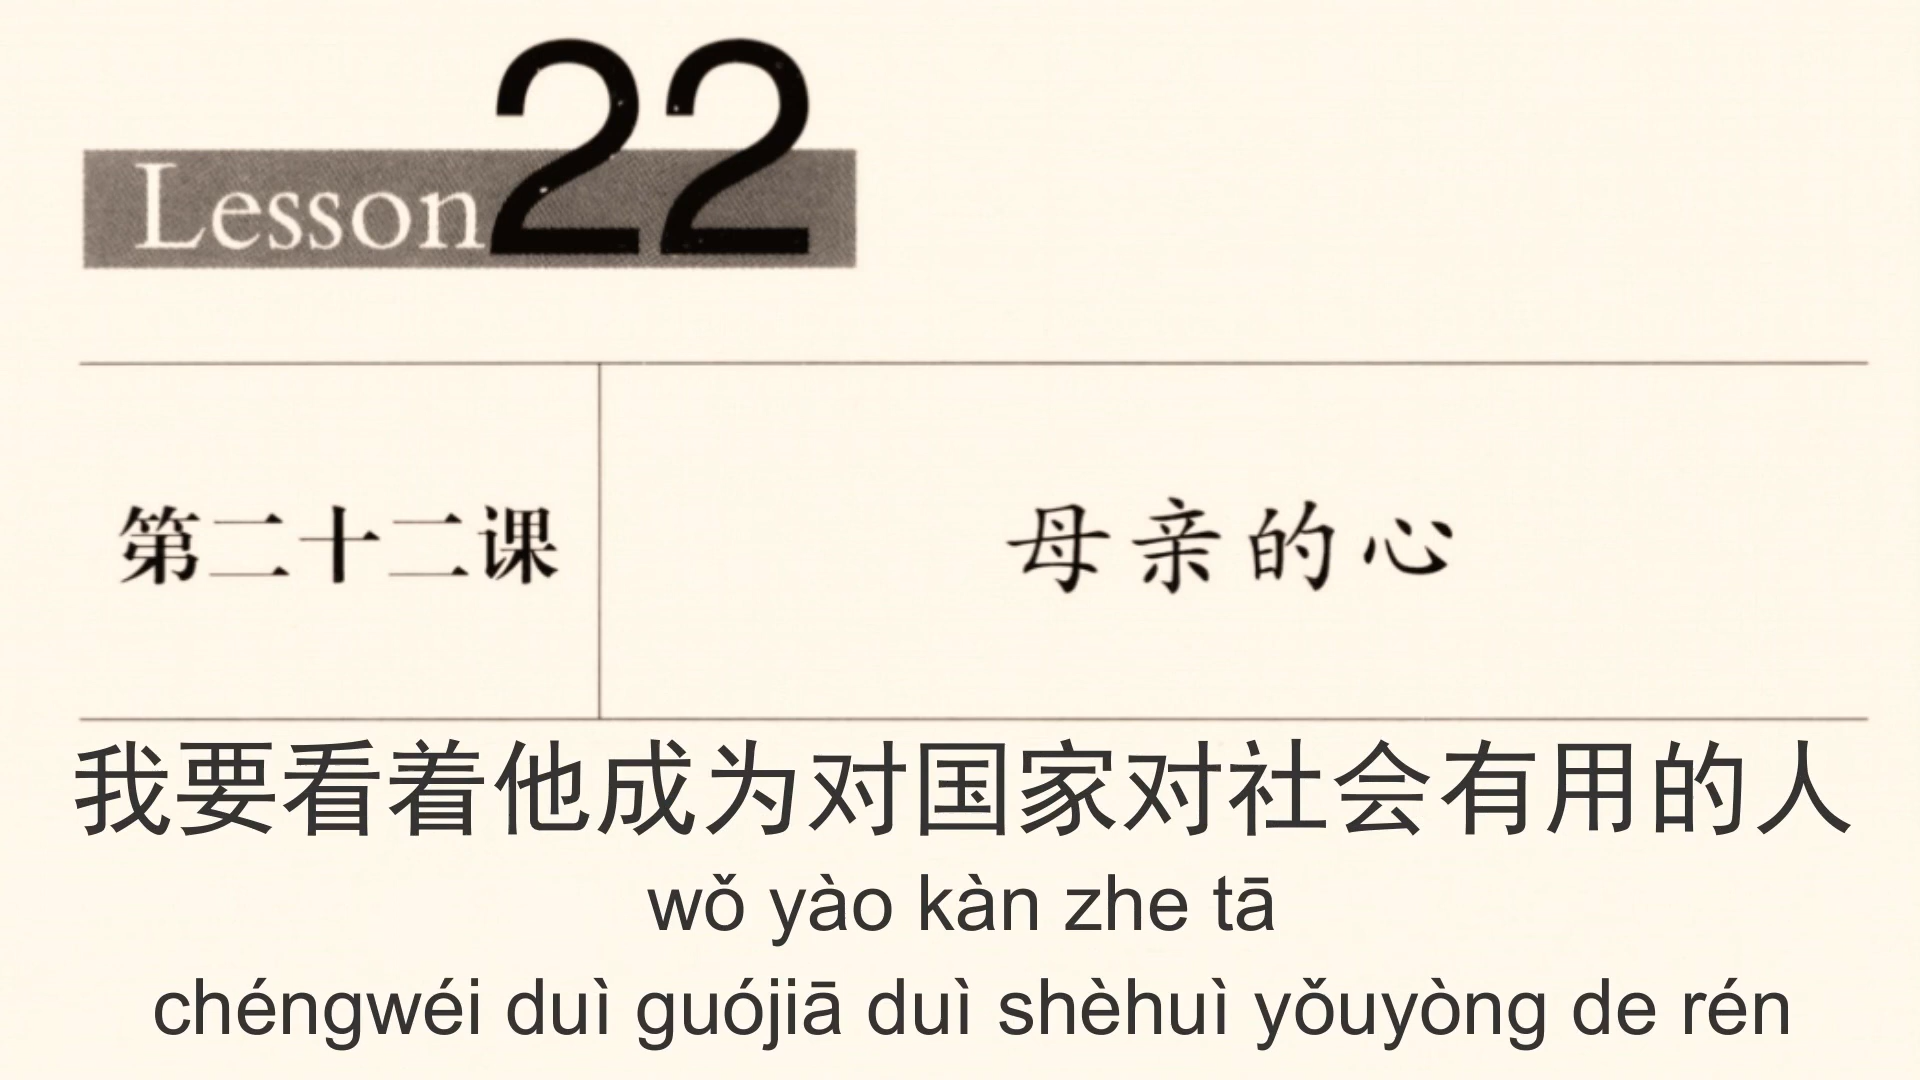 Lesson 22
第二十二课
母亲的心
我要看着他成为对国家对社会有用的人
wǒ yào kàn zhe tā
chéngwéi duì guójiā duì shèhuì yǒuyòng de rén